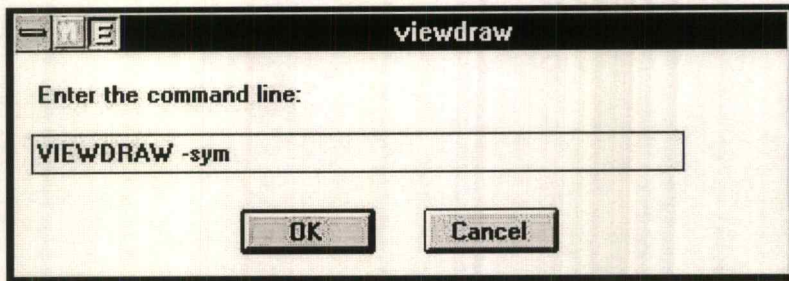 viewdraw
Enter the command line:
VIEWDRAW -sym
OK
Cancel